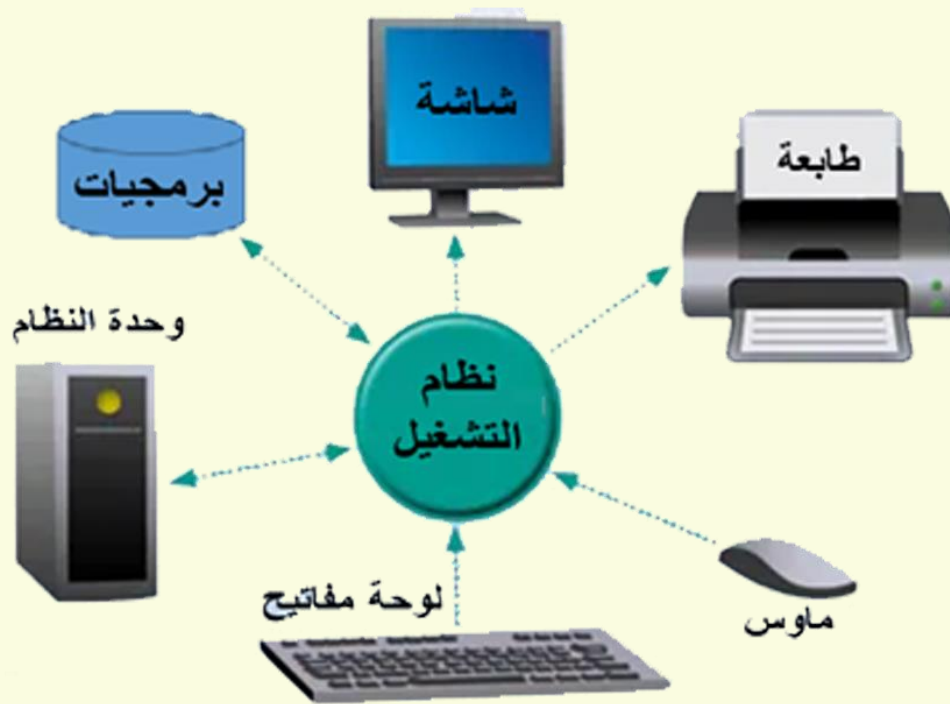 شاشة
طابعة
برمجيات
وحدة النظام
نظام
التشغيل
لوحة مفاتيح
ماوس